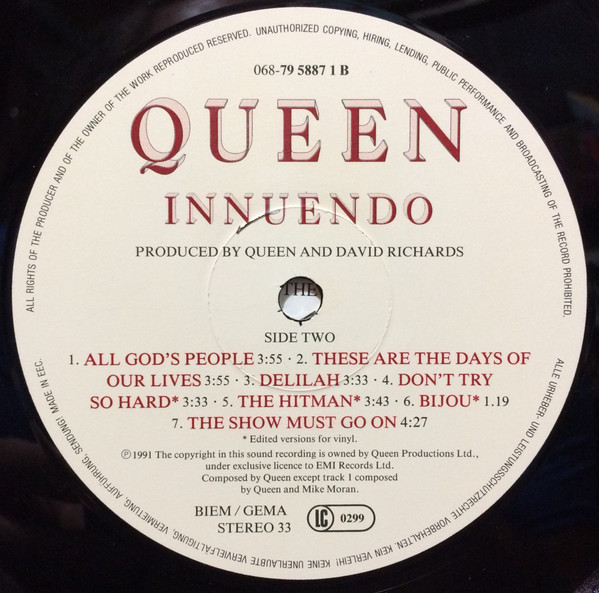 ALL RIGHTS OF THE PRODUCER AND OF THE OWNER OF THE WORK REPRODUCED RESERVED. UNAUTHORIZED COPYING, HIRING, LENDING, PUBLIC PERFORMANCE AND BROADCASTING OF THE RECORD PROHIBITED.
068-79 5887 1 B
QUEEN
INNUENDO
PRODUCED BY QUEEN AND DAVID RICHARDS
THE
SIDE TWO
1. ALL GOD'S PEOPLE 3:55 · 2. THESE ARE THE DAYS OF
OUR LIVES 3:55 · 3. DELILAH 3:33 · 4. DON'T TRY
SO HARD* 3:33 · 5. THE HITMAN* 3:43 · 6. BIJOU* 1.19
7. THE SHOW MUST GO ON 4:27
* Edited versions for vinyl.
℗ 1991 The copyright in this sound recording is owned by Queen Productions Ltd.,
under exclusive licence to EMI Records Ltd.
Composed by Queen except track 1 composed
by Queen and Mike Moran.
BIEM / GEMA
STEREO 33
LC 0299
ALLE URHEBER- UND LEISTUNGSSCHUTZRECHTE VORBEHALTEN. KEIN VERLEIH! KEINE UNERLAUBTE VERVIELFÄLTIGUNG, VERMIETUNG, AUFFÜHRUNG, SENDUNG! MADE IN EEC.